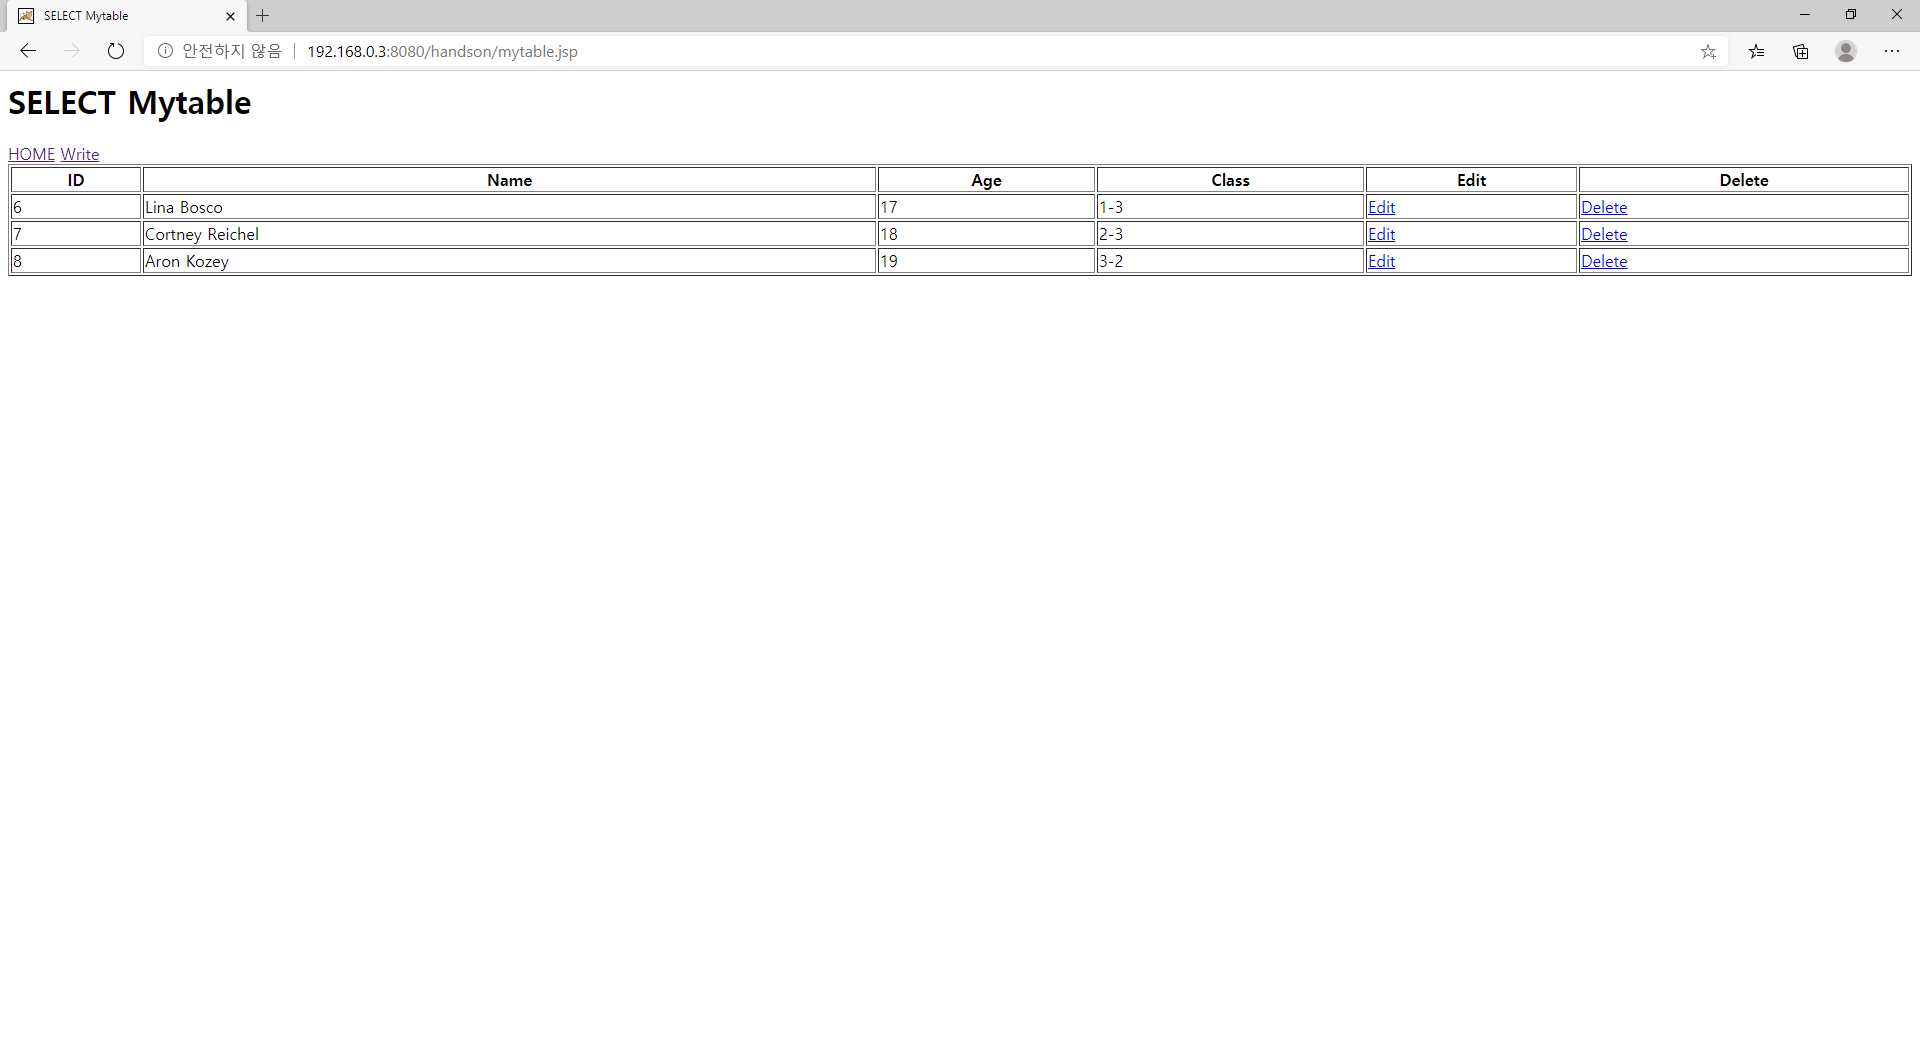 SELECT Mytable
안전하지 않음 192.168.0.3:8080/handson/mytable.jsp
SELECT Mytable
HOME Write
ID Name Age Class Edit Delete
6 Lina Bosco 17 1-3 Edit Delete
7 Cortney Reichel 18 2-3 Edit Delete
8 Aron Kozey 19 3-2 Edit Delete